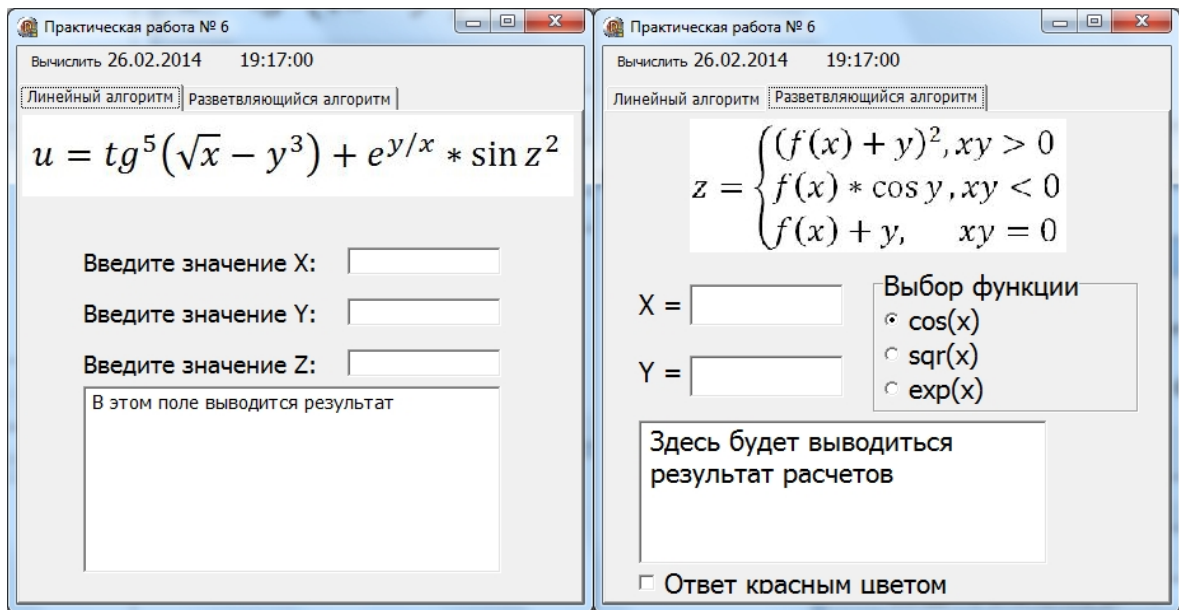 Практическая работа № 6
Вычислить 26.02.2014 19:17:00
Линейный алгоритм Разветвляющийся алгоритм
u = tg⁵(√x − y³) + e^{y/x} * sin z²
Введите значение X:
Введите значение Y:
Введите значение Z:
В этом поле выводится результат
Практическая работа № 6
Вычислить 26.02.2014 19:17:00
Линейный алгоритм Разветвляющийся алгоритм
z = { (f(x) + y)², xy > 0
f(x) * cos y, xy < 0
f(x) + y, xy = 0
X =
Y =
Выбор функции
cos(x)
sqr(x)
exp(x)
Здесь будет выводиться
результат расчетов
Ответ красным цветом